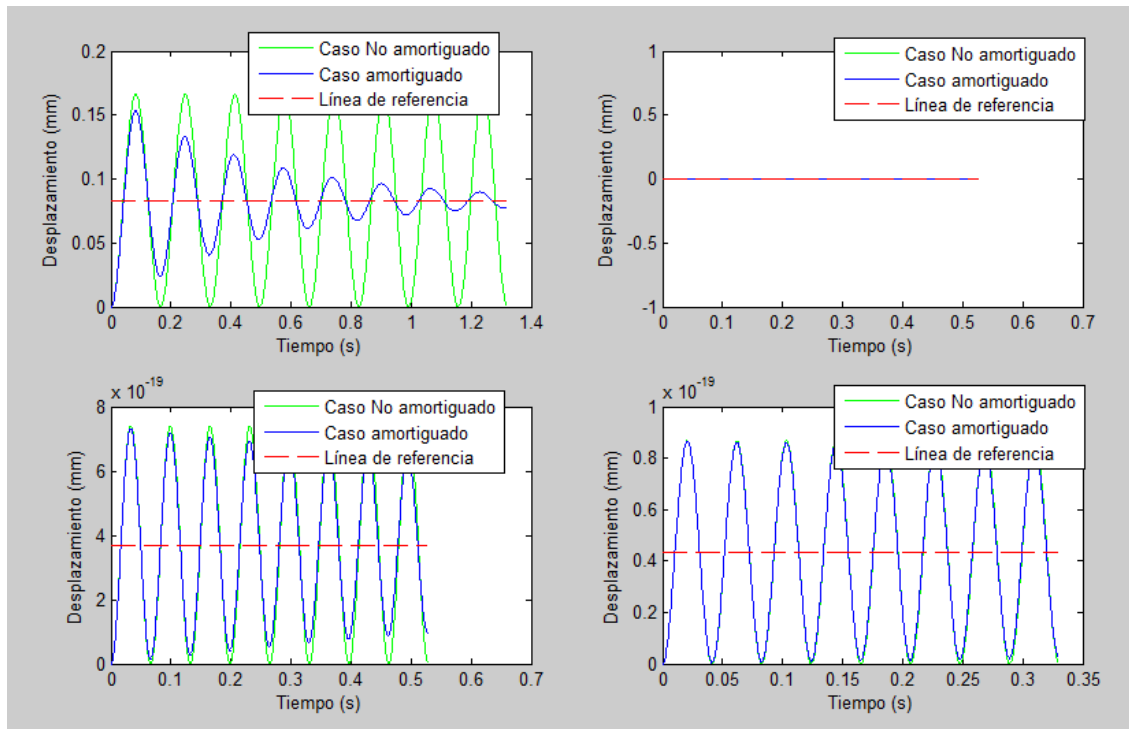 Caso No amortiguado
Caso amortiguado
Línea de referencia
Desplazamiento (mm)
0.2
0.15
0.1
0.05
0
0 0.2 0.4 0.6 0.8 1 1.2 1.4
Tiempo (s)
Caso No amortiguado
Caso amortiguado
Línea de referencia
Desplazamiento (mm)
1
0.5
0
-0.5
-1
0 0.1 0.2 0.3 0.4 0.5 0.6 0.7
Tiempo (s)
x 10^-19
Caso No amortiguado
Caso amortiguado
Línea de referencia
Desplazamiento (mm)
8
6
4
2
0
0 0.1 0.2 0.3 0.4 0.5 0.6 0.7
Tiempo (s)
x 10^-19
Caso No amortiguado
Caso amortiguado
Línea de referencia
Desplazamiento (mm)
1
0.8
0.6
0.4
0.2
0
0 0.05 0.1 0.15 0.2 0.25 0.3 0.35
Tiempo (s)